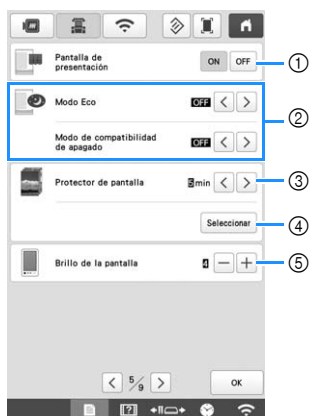 Pantalla de
presentación
ON OFF
①
Modo Eco
OFF
②
Modo de compatibilidad
de apagado
OFF
Protector de pantalla
5min
③
Seleccionar
④
Brillo de la pantalla
4
⑤
5/9
OK